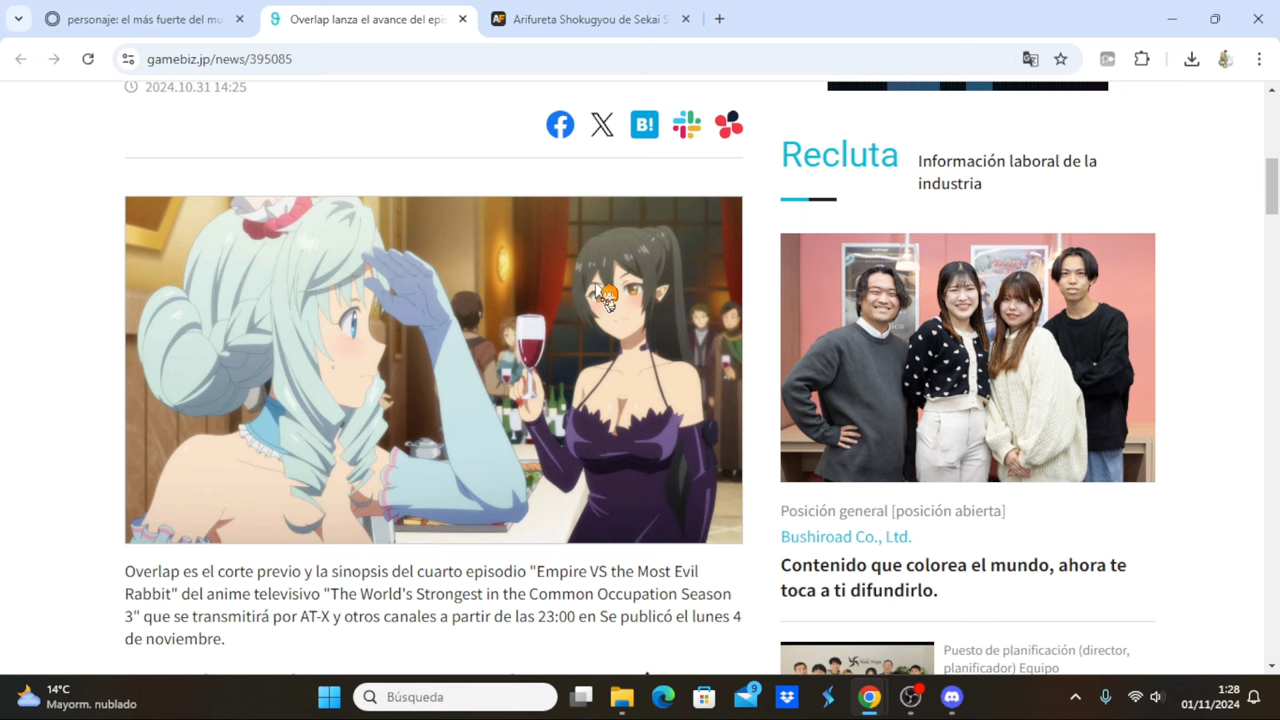 personaje: el más fuerte del mu
Overlap lanza el avance del epi
Arifureta Shokugyou de Sekai S
gamebiz.jp/news/395085
2024.10.31 14:25
B!
Recluta
Información laboral de la
industria
Posición general [posición abierta]
Bushiroad Co., Ltd.
Contenido que colorea el mundo, ahora te
toca a ti difundirlo.
Overlap es el corte previo y la sinopsis del cuarto episodio "Empire VS the Most Evil
Rabbit" del anime televisivo "The World's Strongest in the Common Occupation Season
3" que se transmitirá por AT-X y otros canales a partir de las 23:00 en Se publicó el lunes 4
de noviembre.
Puesto de planificación (director,
planificador) Equipo
14°C
Mayorm. nublado
Búsqueda
9
1:28
01/11/2024